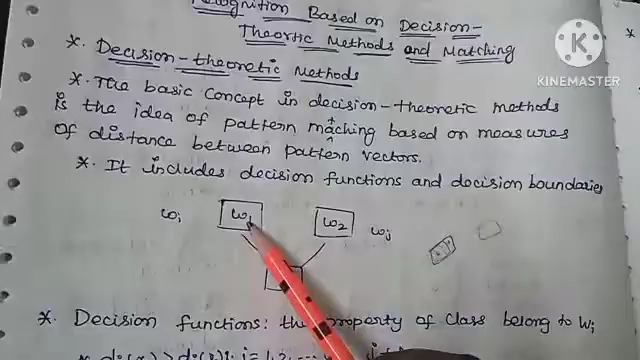 Recognition Based on Decision-
Theortic Methods and Matching
* Decision-theoretic Methods
* The basic concept in decision-theoretic methods
is the idea of pattern matching based on measures
of distance between pattern vectors.
* It includes decision functions and decision boundaries
ωi ω1 ω2 ωj
* Decision functions: the property of class belong to Wi
KINEMASTER